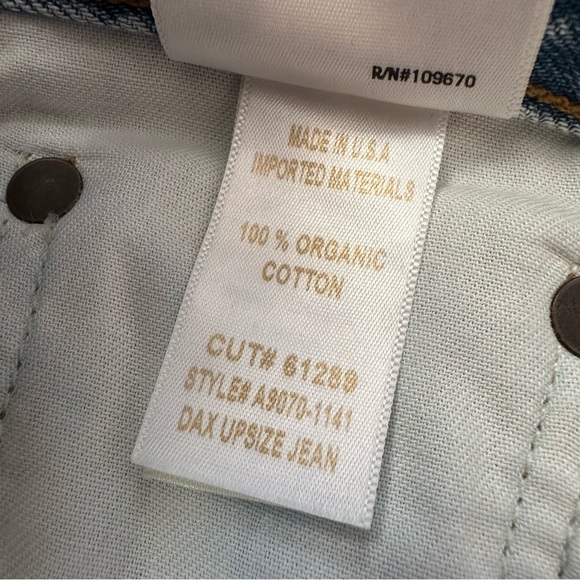 R/N#109670
MADE IN U.S.A
IMPORTED MATERIALS
100 % ORGANIC
COTTON
CUT# 61289
STYLE# A9070-1141
DAX UPSIZE JEAN